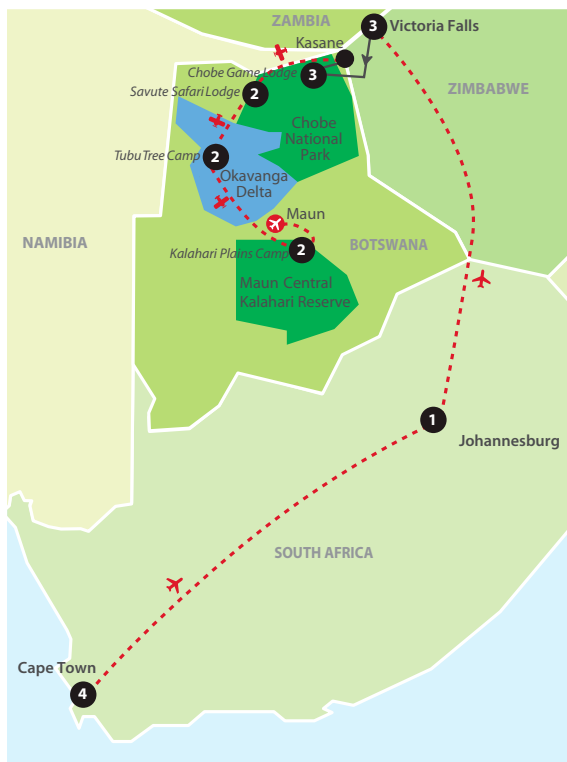 ZAMBIA
3
Victoria Falls
Kasane
Chobe Game Lodge
3
ZIMBABWE
Savute Safari Lodge
2
Chobe
National
Park
Tubu Tree Camp
2
Okavanga
Delta
Maun
NAMIBIA
BOTSWANA
Kalahari Plains Camp
2
Maun Central
Kalahari Reserve
1
Johannesburg
SOUTH AFRICA
Cape Town
4